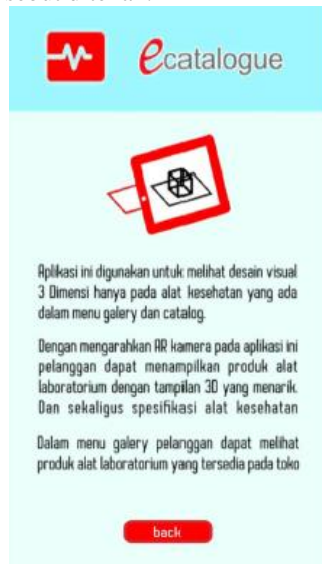 ecatalogue
Aplikasi ini digunakan untuk melihat desain visual
3 Dimensi hanya pada alat kesehatan yang ada
dalam menu galery dan catalog.
Dengan mengarahkan AR kamera pada aplikasi ini
pelanggan dapat menampilkan produk alat
laboratorium dengan tampilan 3D yang menarik.
Dan sekaligus spesifikasi alat kesehatan
Dalam menu galery pelanggan dapat melihat
produk alat laboratorium yang tersedia pada toko
back